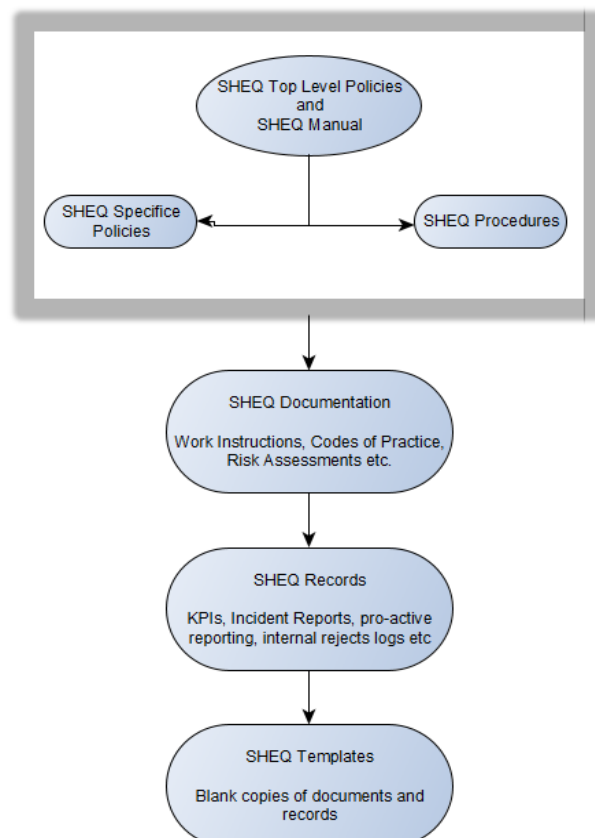 SHEQ Top Level Policies
and
SHEQ Manual
SHEQ Specifice
Policies
SHEQ Procedures
SHEQ Documentation
Work Instructions, Codes of Practice,
Risk Assessments etc.
SHEQ Records
KPIs, Incident Reports, pro-active
reporting, internal rejects logs etc
SHEQ Templates
Blank copies of documents and
records